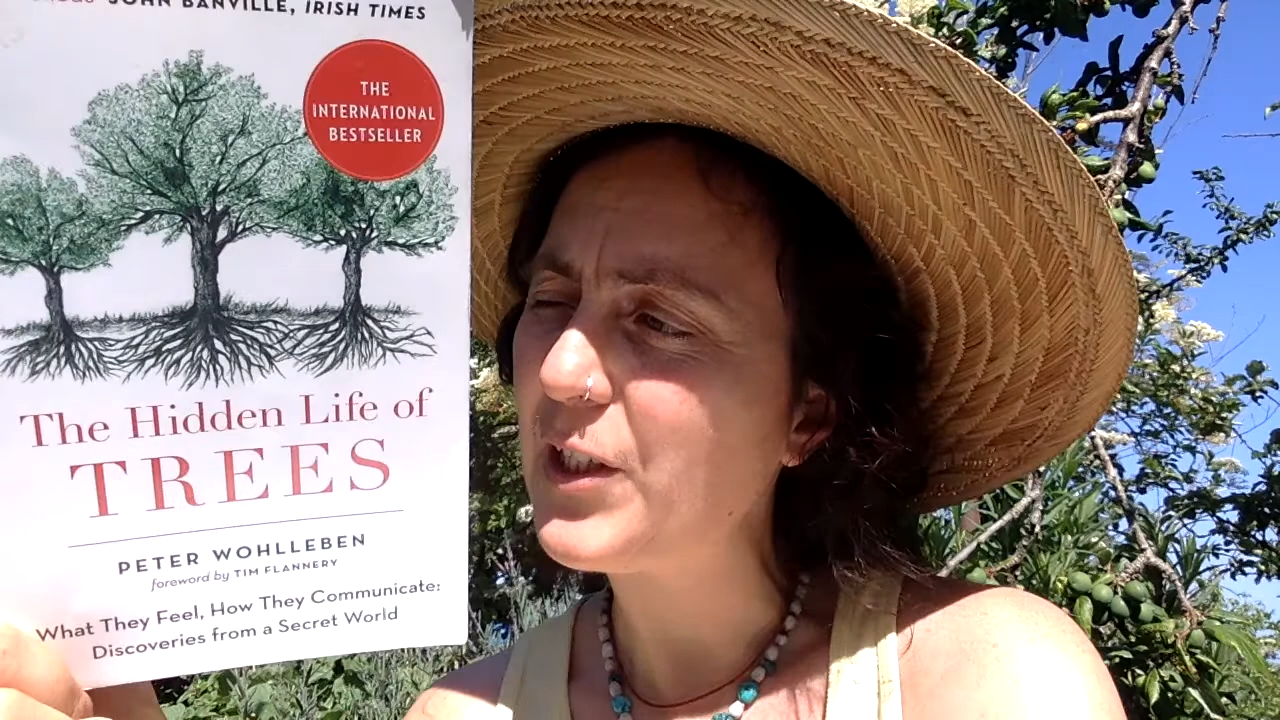 JOHN BANVILLE, IRISH TIMES
THE
INTERNATIONAL
BESTSELLER
The Hidden Life of
TREES
PETER WOHLLEBEN
foreword by TIM FLANNERY
What They Feel, How They Communicate:
Discoveries from a Secret World